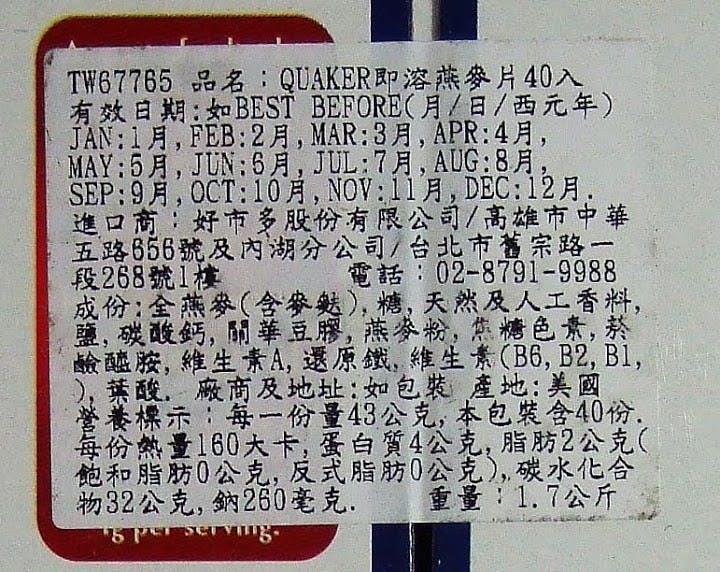 TW67765 品名：QUAKER即溶燕麥片40入
有效日期:如BEST BEFORE(月/日/西元年)
JAN:1月,FEB:2月,MAR:3月,APR:4月,
MAY:5月,JUN:6月,JUL:7月,AUG:8月,
SEP:9月,OCT:10月,NOV:11月,DEC:12月.
進口商：好市多股份有限公司/高雄市中華
五路656號及內湖分公司/台北市舊宗路一
段268號1樓 電話：02-8791-9988
成份:全燕麥(含麥麩),糖,天然及人工香料,
鹽,碳酸鈣,關華豆膠,燕麥粉,焦糖色素,菸
鹼醯胺,維生素A,還原鐵,維生素(B6,B2,B1,
),葉酸. 廠商及地址:如包裝 產地:美國
營養標示：每一份量43公克,本包裝含40份.
每份熱量160大卡,蛋白質4公克,脂肪2公克(
飽和脂肪0公克,反式脂肪0公克),碳水化合
物32公克,鈉260毫克. 重量：1.7公斤
per serving.